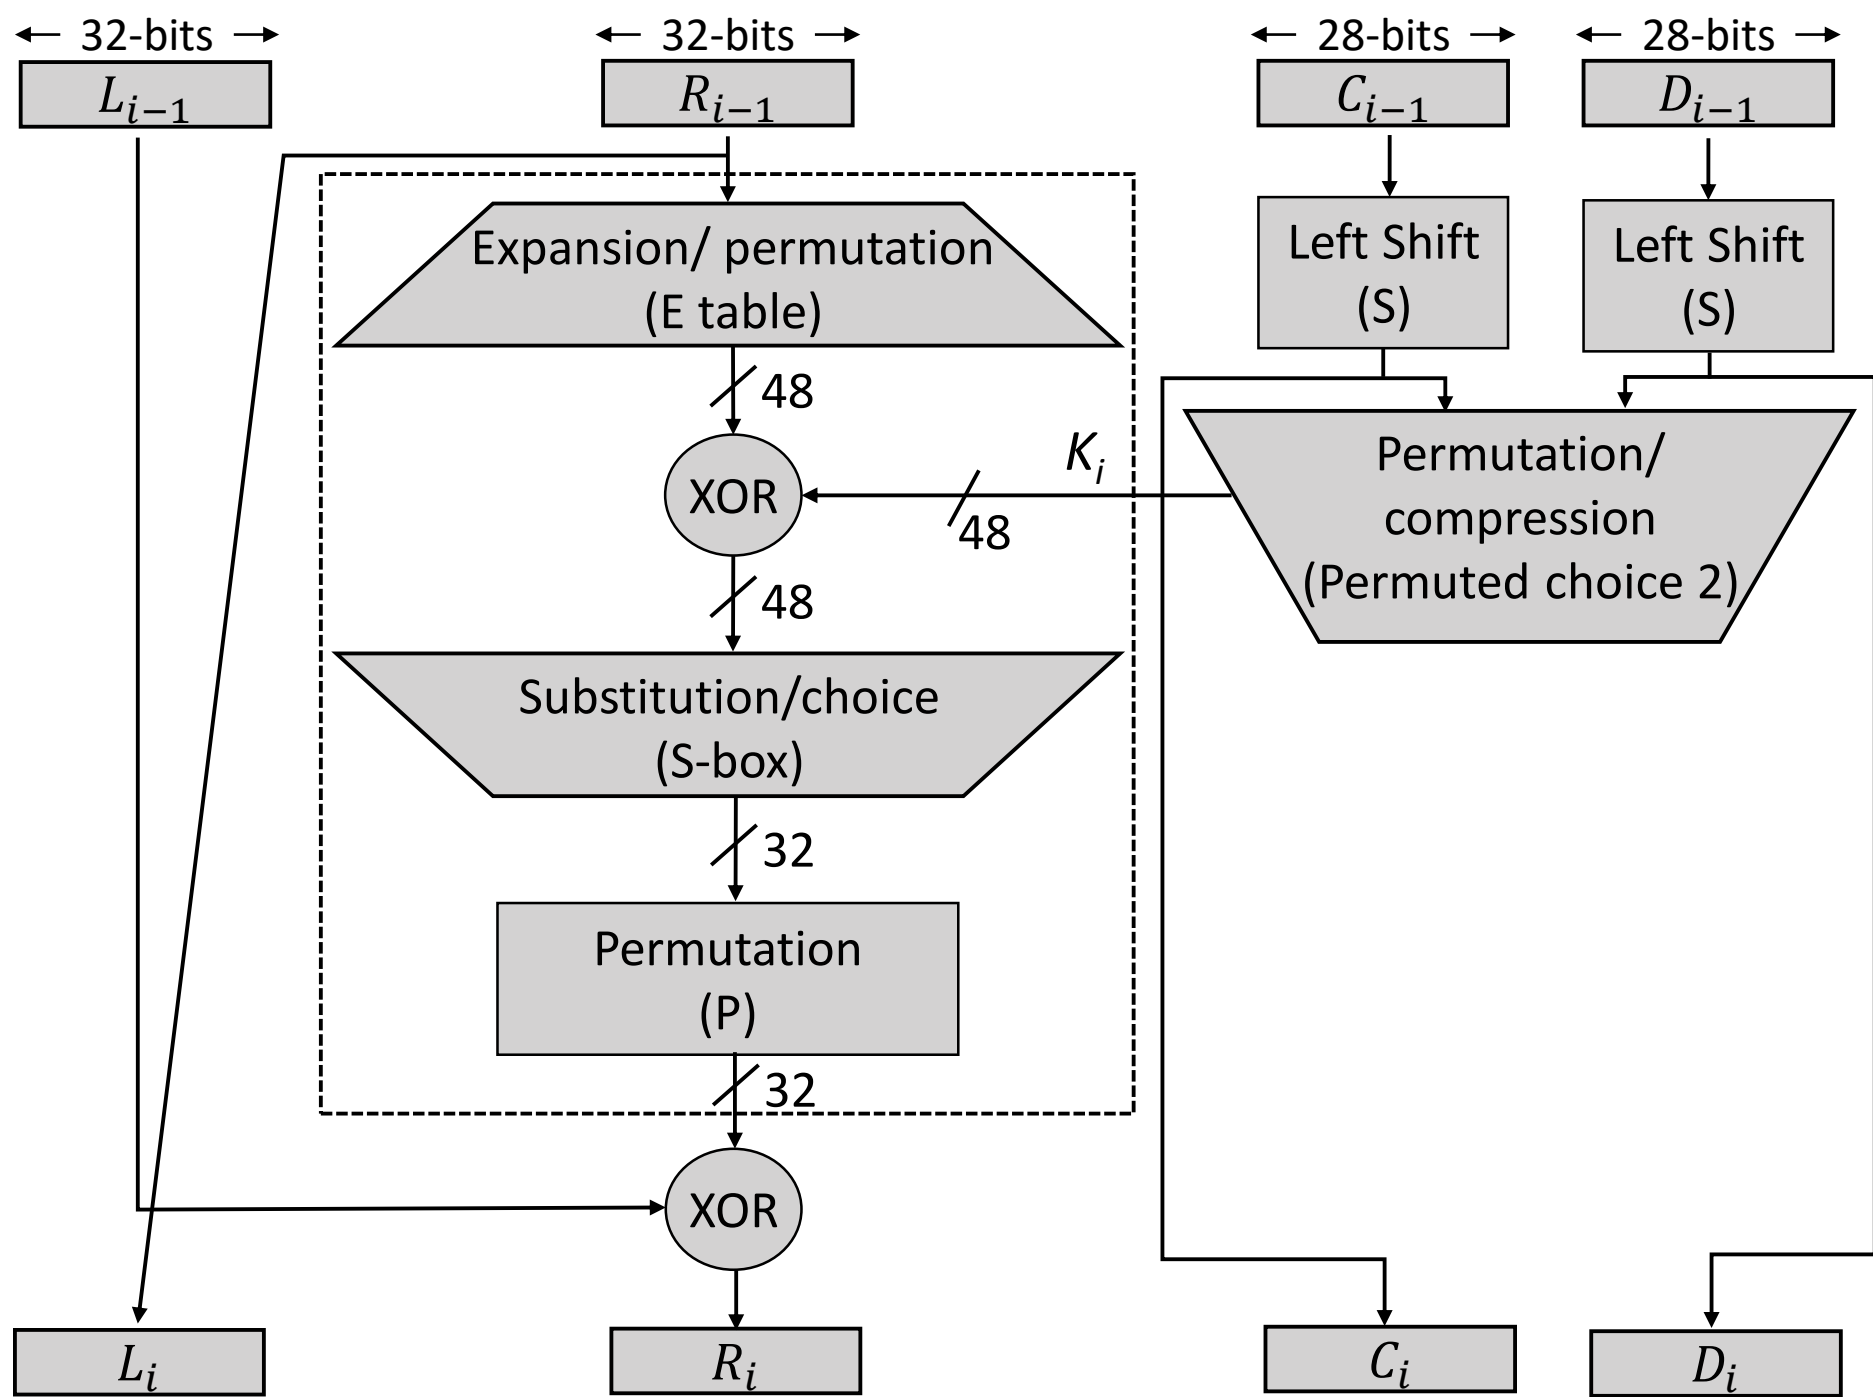 32-bits
32-bits
28-bits
28-bits
L_{i−1}
R_{i−1}
C_{i−1}
D_{i−1}
Expansion/ permutation
(E table)
Left Shift
(S)
Left Shift
(S)
48
XOR
K_i
48
Permutation/
compression
(Permuted choice 2)
48
Substitution/choice
(S-box)
32
Permutation
(P)
32
XOR
L_i
R_i
C_i
D_i